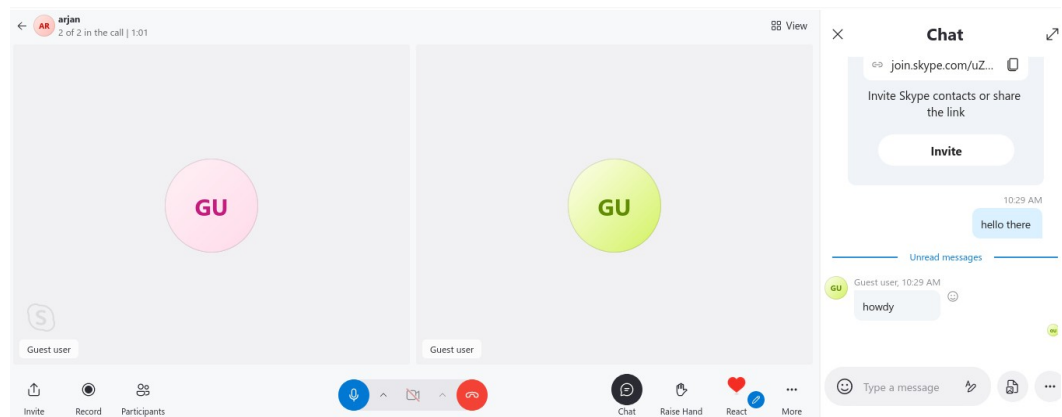 AR
arjan
2 of 2 in the call | 1:01
View
GU
Guest user
GU
Guest user
S
Invite
Record
Participants
Chat
Raise Hand
React
More
Chat
join.skype.com/uZ...
Invite Skype contacts or share
the link
Invite
10:29 AM
hello there
Unread messages
GU
Guest user, 10:29 AM
howdy
GU
Type a message